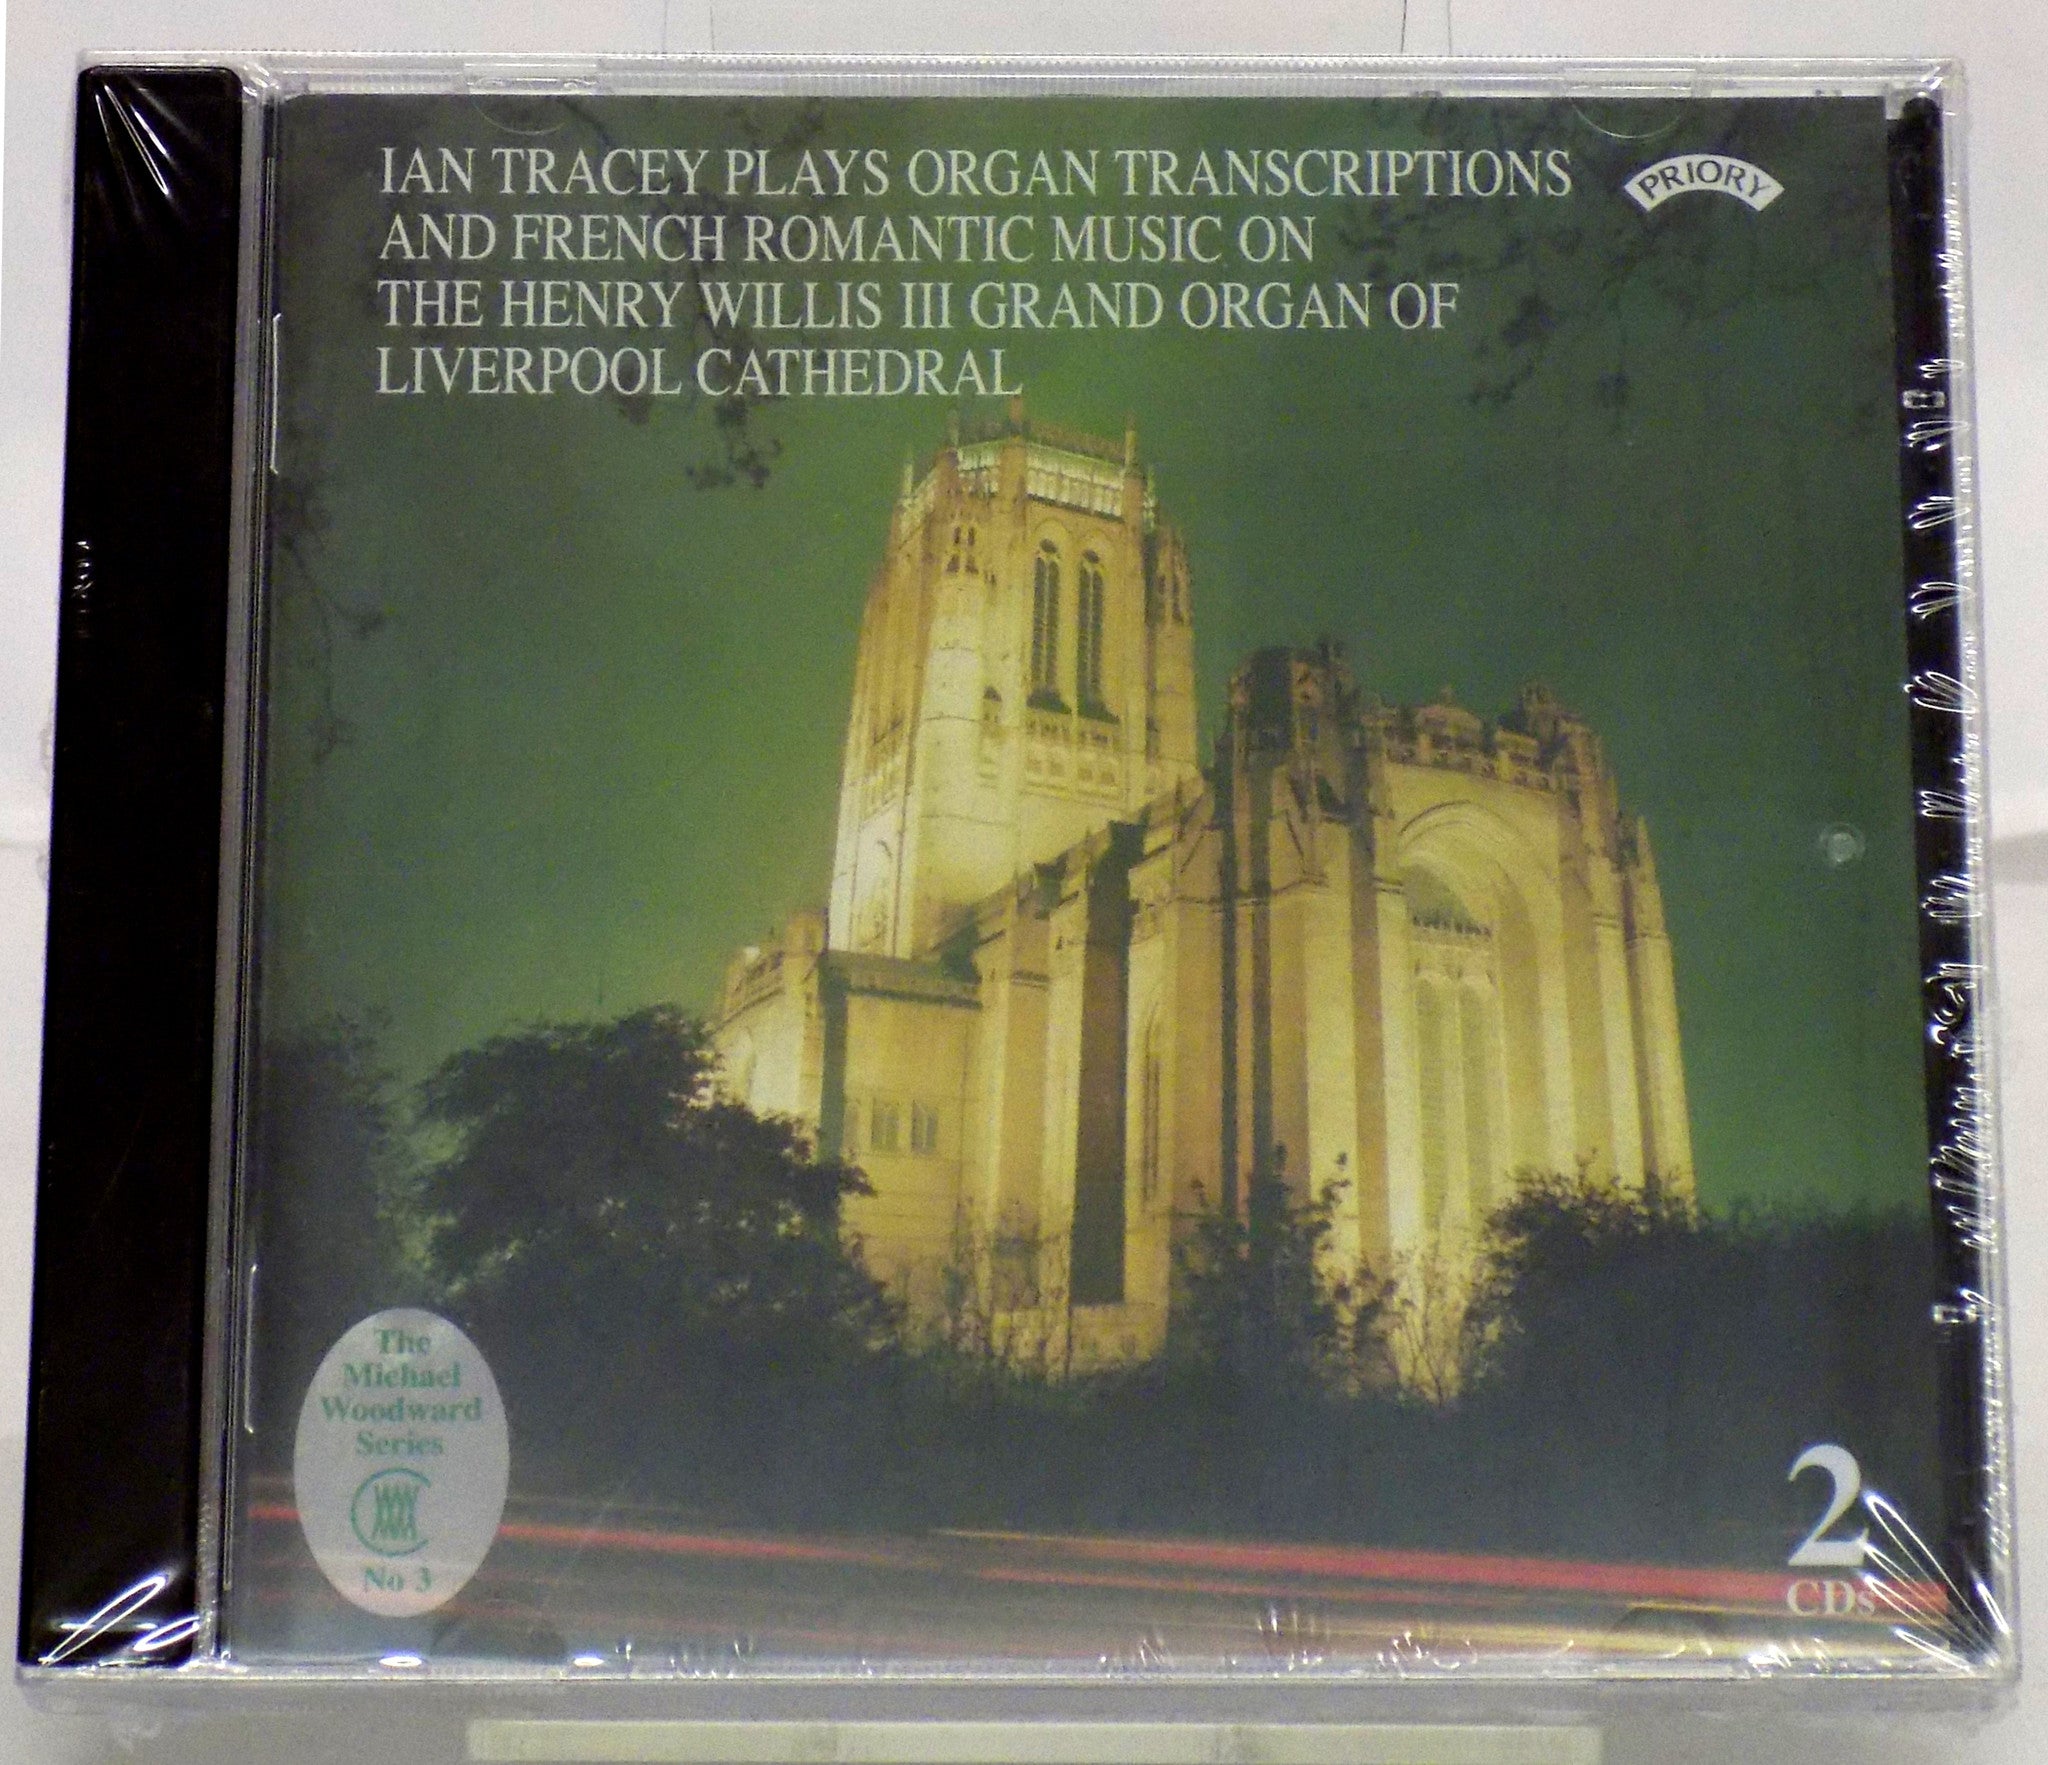 IAN TRACEY PLAYS ORGAN TRANSCRIPTIONS
AND FRENCH ROMANTIC MUSIC ON
THE HENRY WILLIS III GRAND ORGAN OF
LIVERPOOL CATHEDRAL
PRIORY
The
Michael
Woodward
Series
No 3
2
CDs